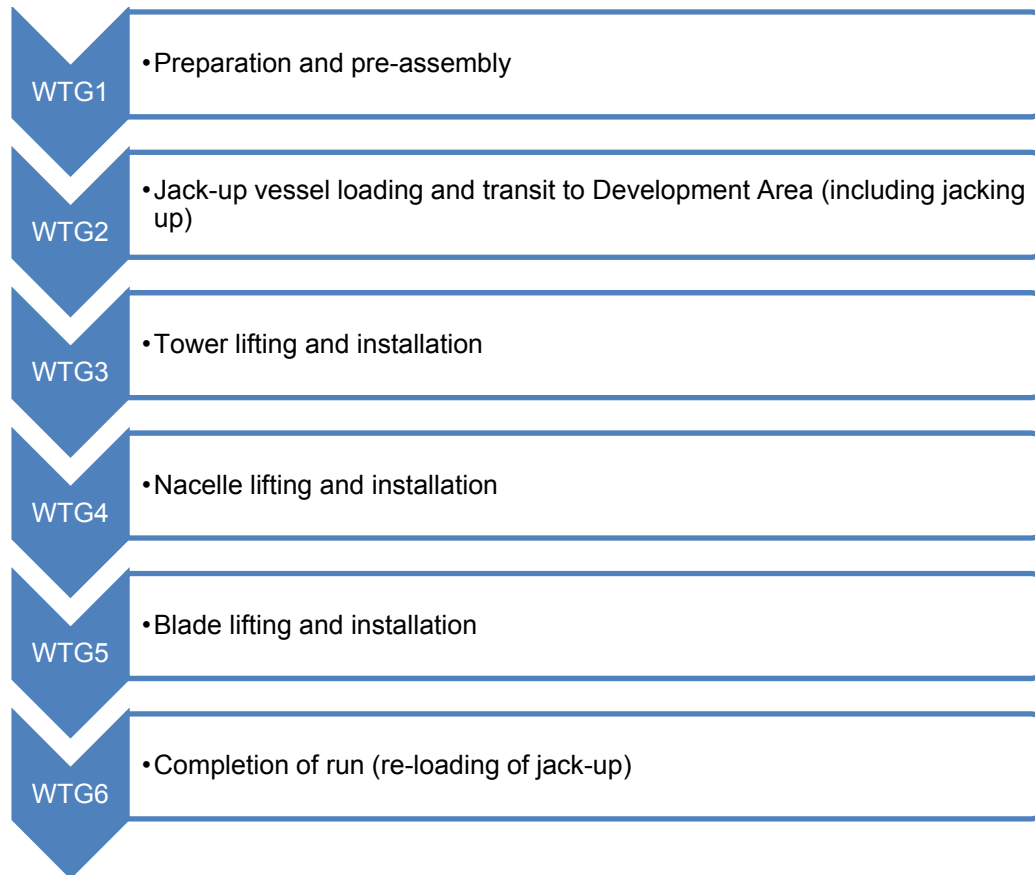 WTG1
•Preparation and pre-assembly
WTG2
•Jack-up vessel loading and transit to Development Area (including jacking
up)
WTG3
•Tower lifting and installation
WTG4
•Nacelle lifting and installation
WTG5
•Blade lifting and installation
WTG6
•Completion of run (re-loading of jack-up)